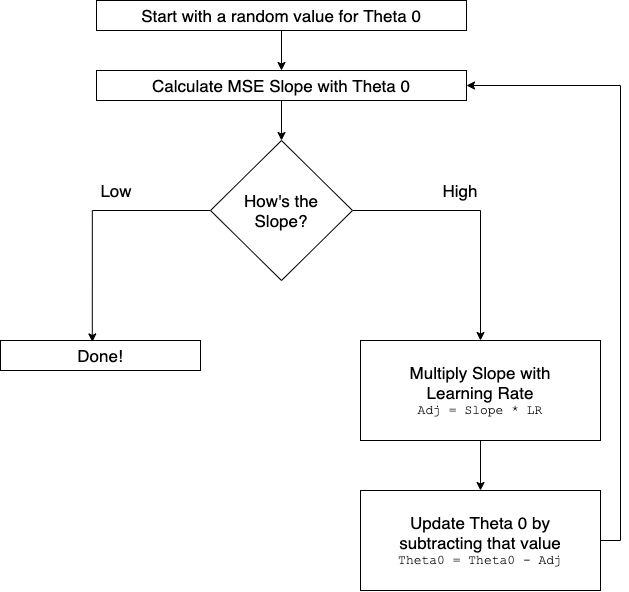 Start with a random value for Theta 0
Calculate MSE Slope with Theta 0
Low
How's the
Slope?
High
Done!
Multiply Slope with
Learning Rate
Adj = Slope * LR
Update Theta 0 by
subtracting that value
Theta0 = Theta0 - Adj